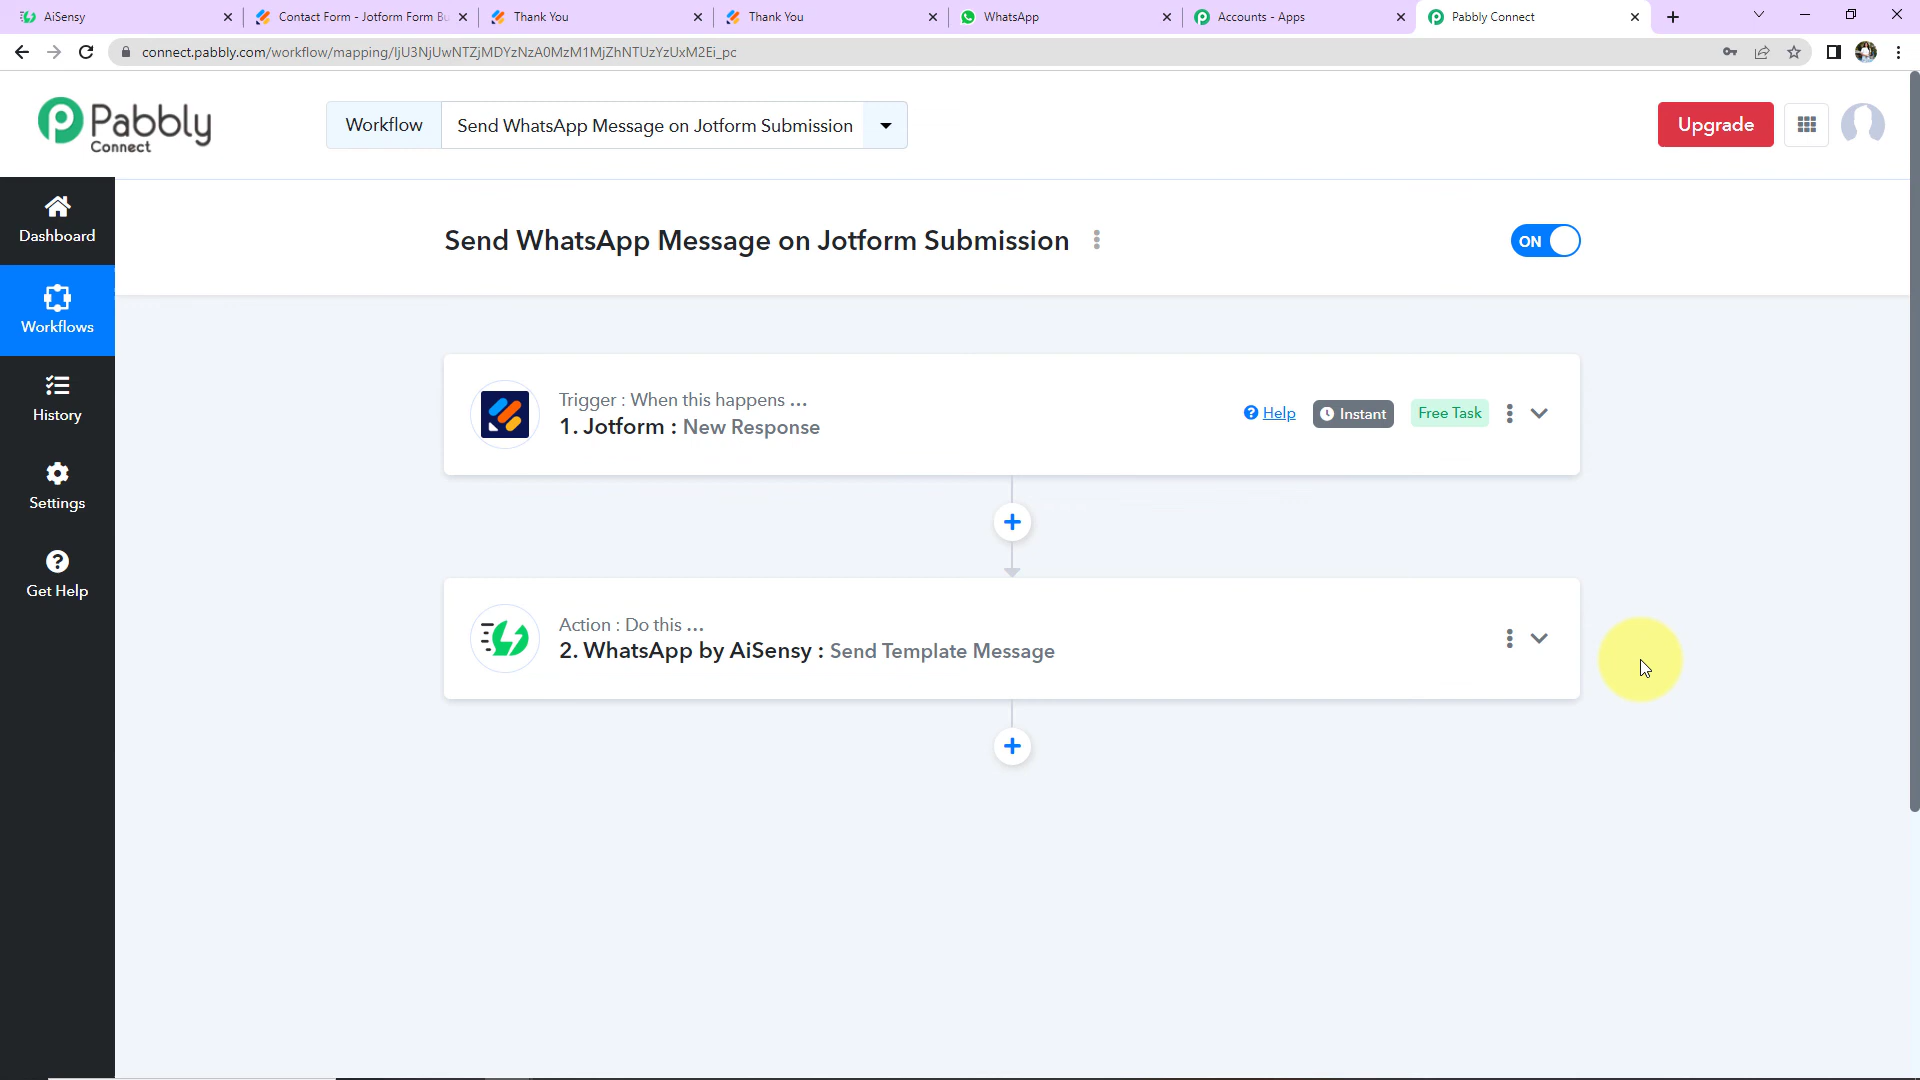 AiSensy
Contact Form - Jotform Form Bu
Thank You
Thank You
WhatsApp
Accounts - Apps
Pabbly Connect
connect.pabbly.com/workflow/mapping/IjU3NjUwNTZjMDYzNzA0MzM1MjZhNTUzYzUxM2Ei_pc
Pabbly
Connect
Workflow
Send WhatsApp Message on Jotform Submission
Upgrade
Dashboard
Workflows
History
Settings
Get Help
Send WhatsApp Message on Jotform Submission
ON
Trigger : When this happens ...
1. Jotform : New Response
Help
Instant
Free Task
Action : Do this ...
2. WhatsApp by AiSensy : Send Template Message